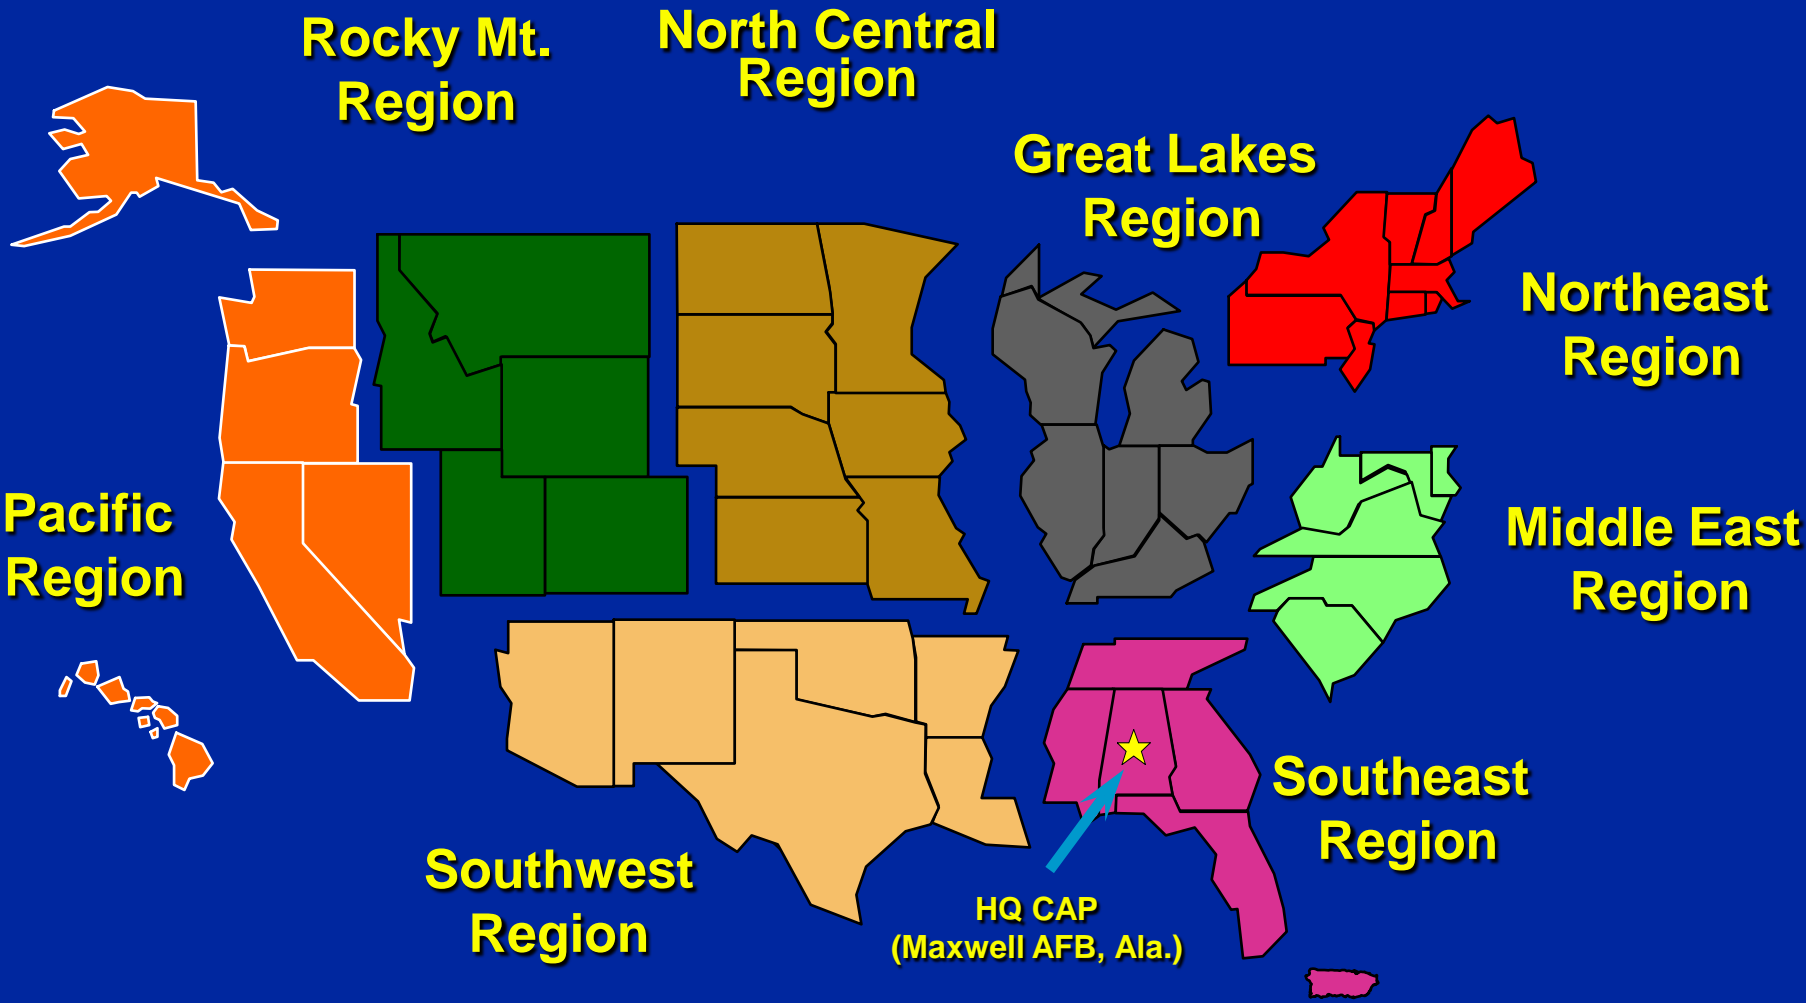 Rocky Mt.
Region
North Central
Region
Great Lakes
Region
Northeast
Region
Pacific
Region
Middle East
Region
Southeast
Region
Southwest
Region
HQ CAP
(Maxwell AFB, Ala.)